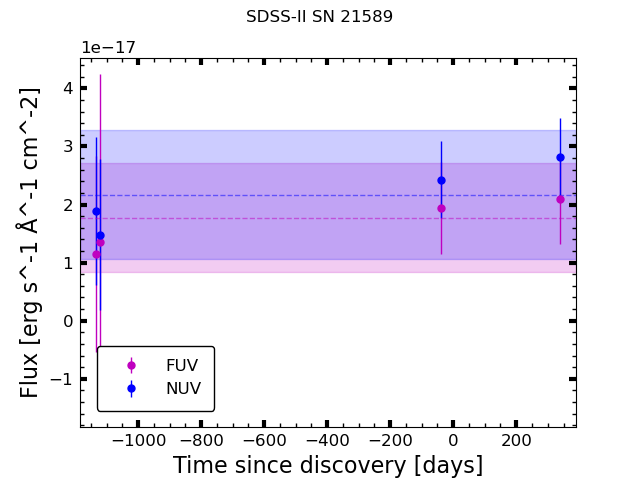 SDSS-II SN 21589
1e−17
4
3
2
1
0
−1
Flux [erg s^-1 Å^-1 cm^-2]
FUV
NUV
−1000 −800 −600 −400 −200 0 200
Time since discovery [days]